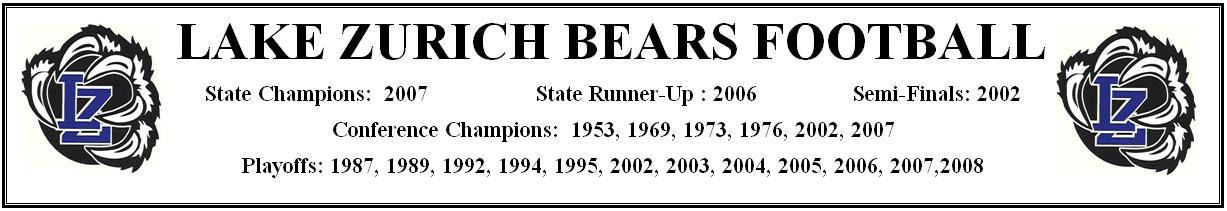 LAKE ZURICH BEARS FOOTBALL
LZ LZ
State Champions: 2007 State Runner-Up : 2006 Semi-Finals: 2002
Conference Champions: 1953, 1969, 1973, 1976, 2002, 2007
Playoffs: 1987, 1989, 1992, 1994, 1995, 2002, 2003, 2004, 2005, 2006, 2007,2008